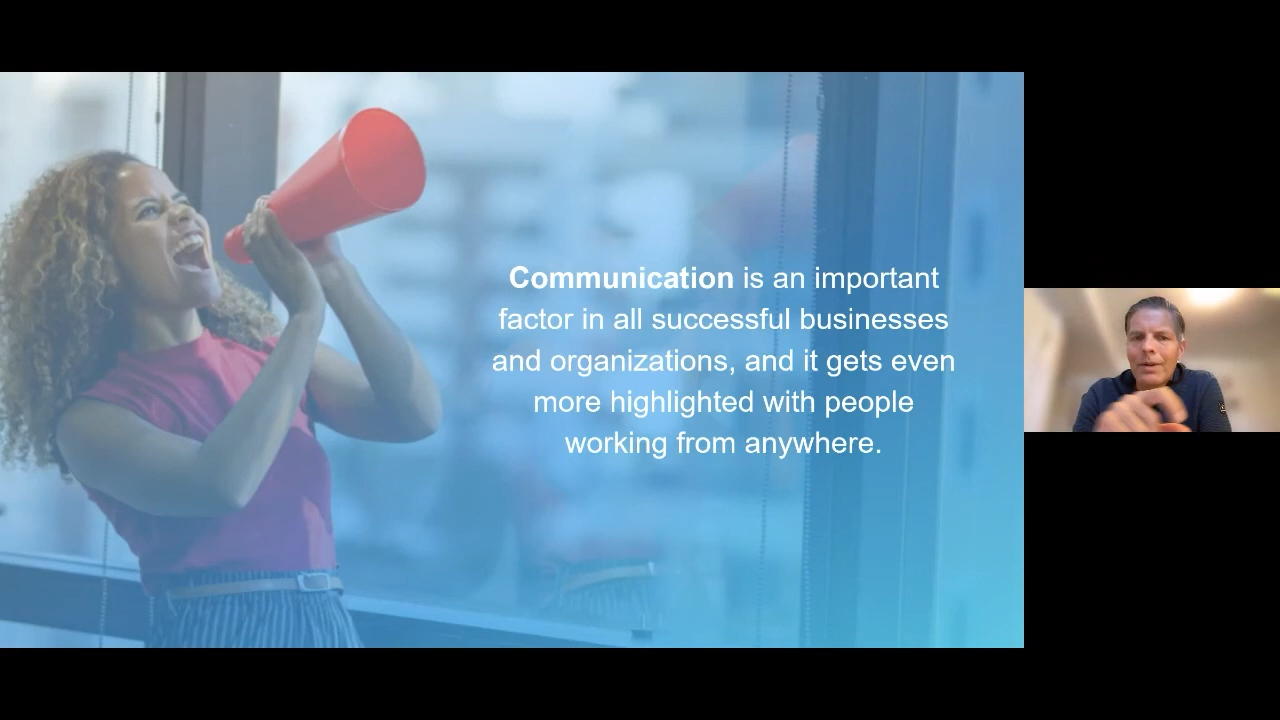 Communication is an important
factor in all successful businesses
and organizations, and it gets even
more highlighted with people
working from anywhere.